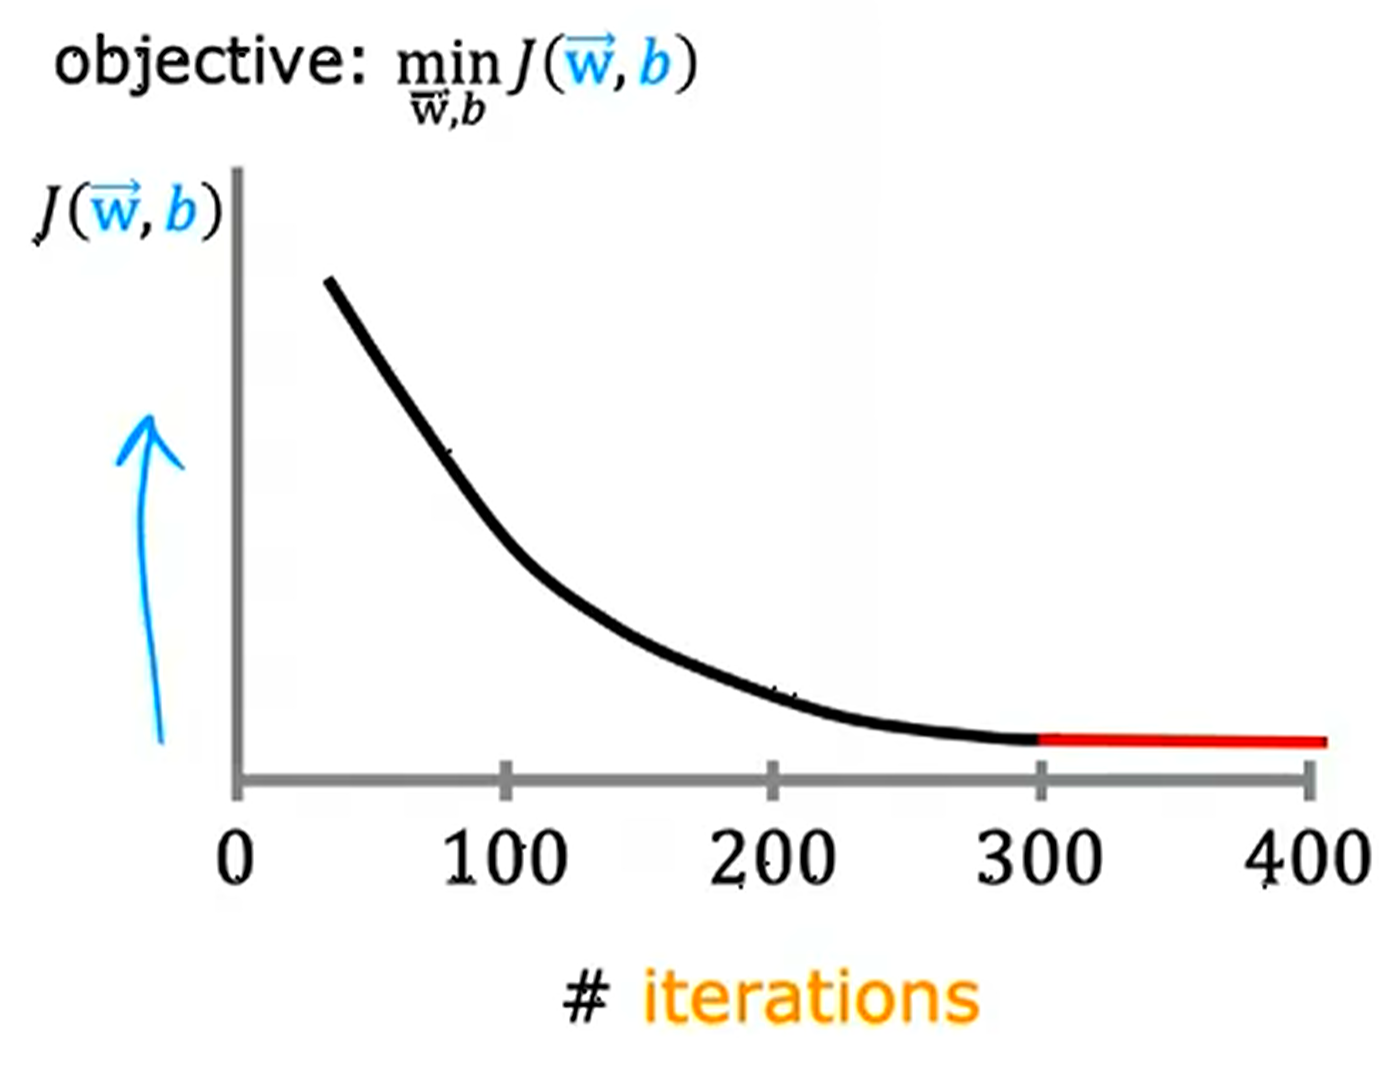 objective: min J(w⃗, b)
w⃗,b
J(w⃗, b)
0 100 200 300 400
# iterations